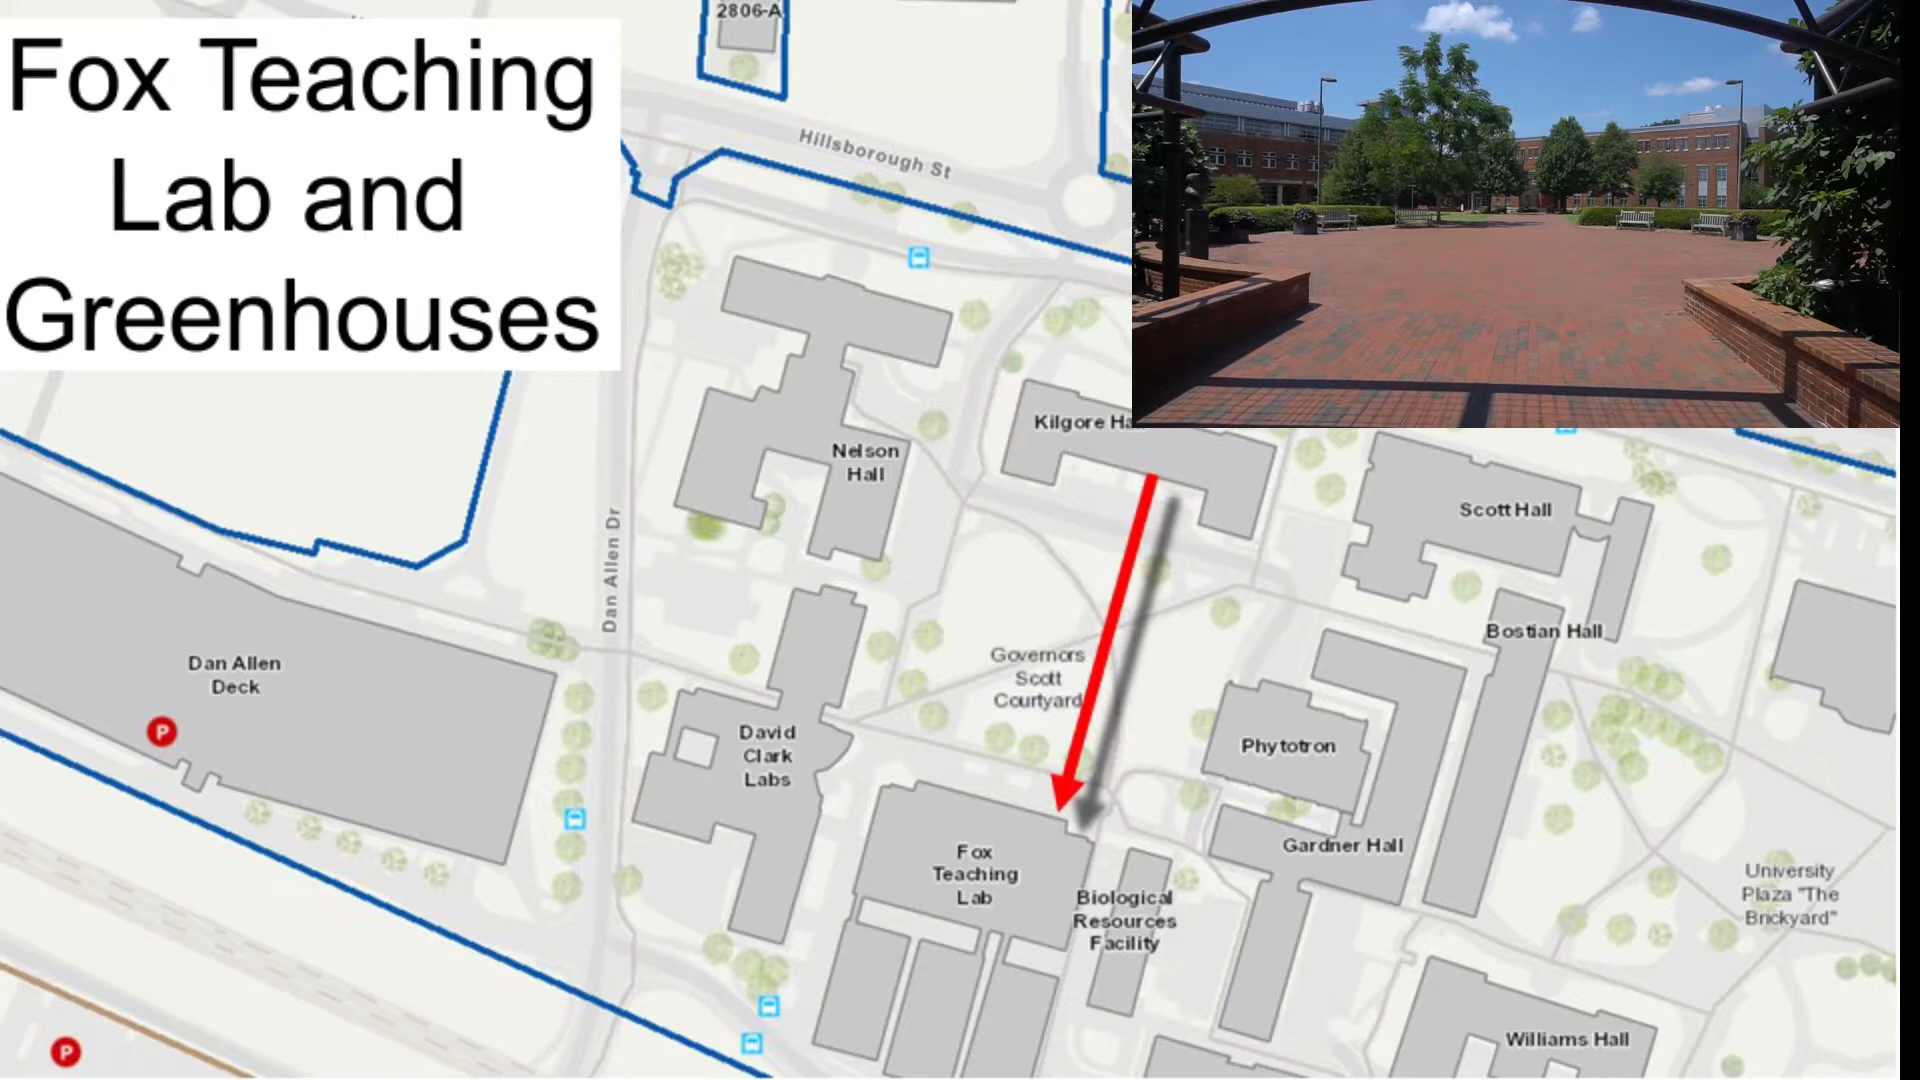 Fox Teaching
Lab and
Greenhouses
2806-A
Hillsborough St
Kilgore Ha
Nelson
Hall
Scott Hall
Dan Allen Dr
Bostian Hall
Dan Allen
Deck
Governors
Scott
Courtyard
P
David
Clark
Labs
Phytotron
Gardner Hall
Fox
Teaching
Lab
Biological
Resources
Facility
University
Plaza "The
Brickyard"
Williams Hall
P